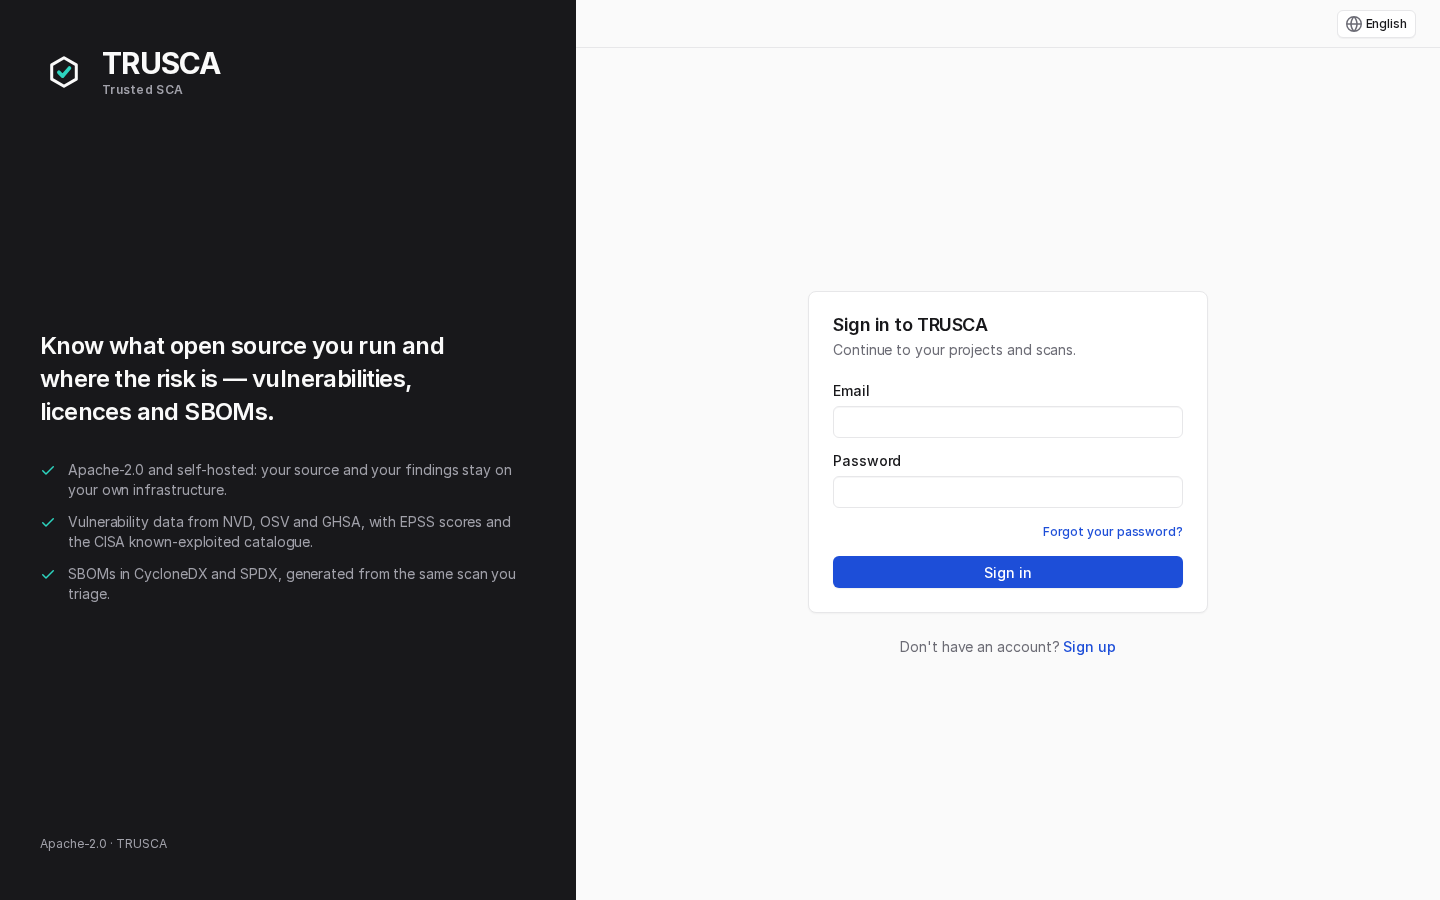 TRUSCA
Trusted SCA
Know what open source you run and
where the risk is — vulnerabilities,
licences and SBOMs.
Apache-2.0 and self-hosted: your source and your findings stay on
your own infrastructure.
Vulnerability data from NVD, OSV and GHSA, with EPSS scores and
the CISA known-exploited catalogue.
SBOMs in CycloneDX and SPDX, generated from the same scan you
triage.
Apache-2.0 · TRUSCA
English
Sign in to TRUSCA
Continue to your projects and scans.
Email
Password
Forgot your password?
Sign in
Don't have an account? Sign up